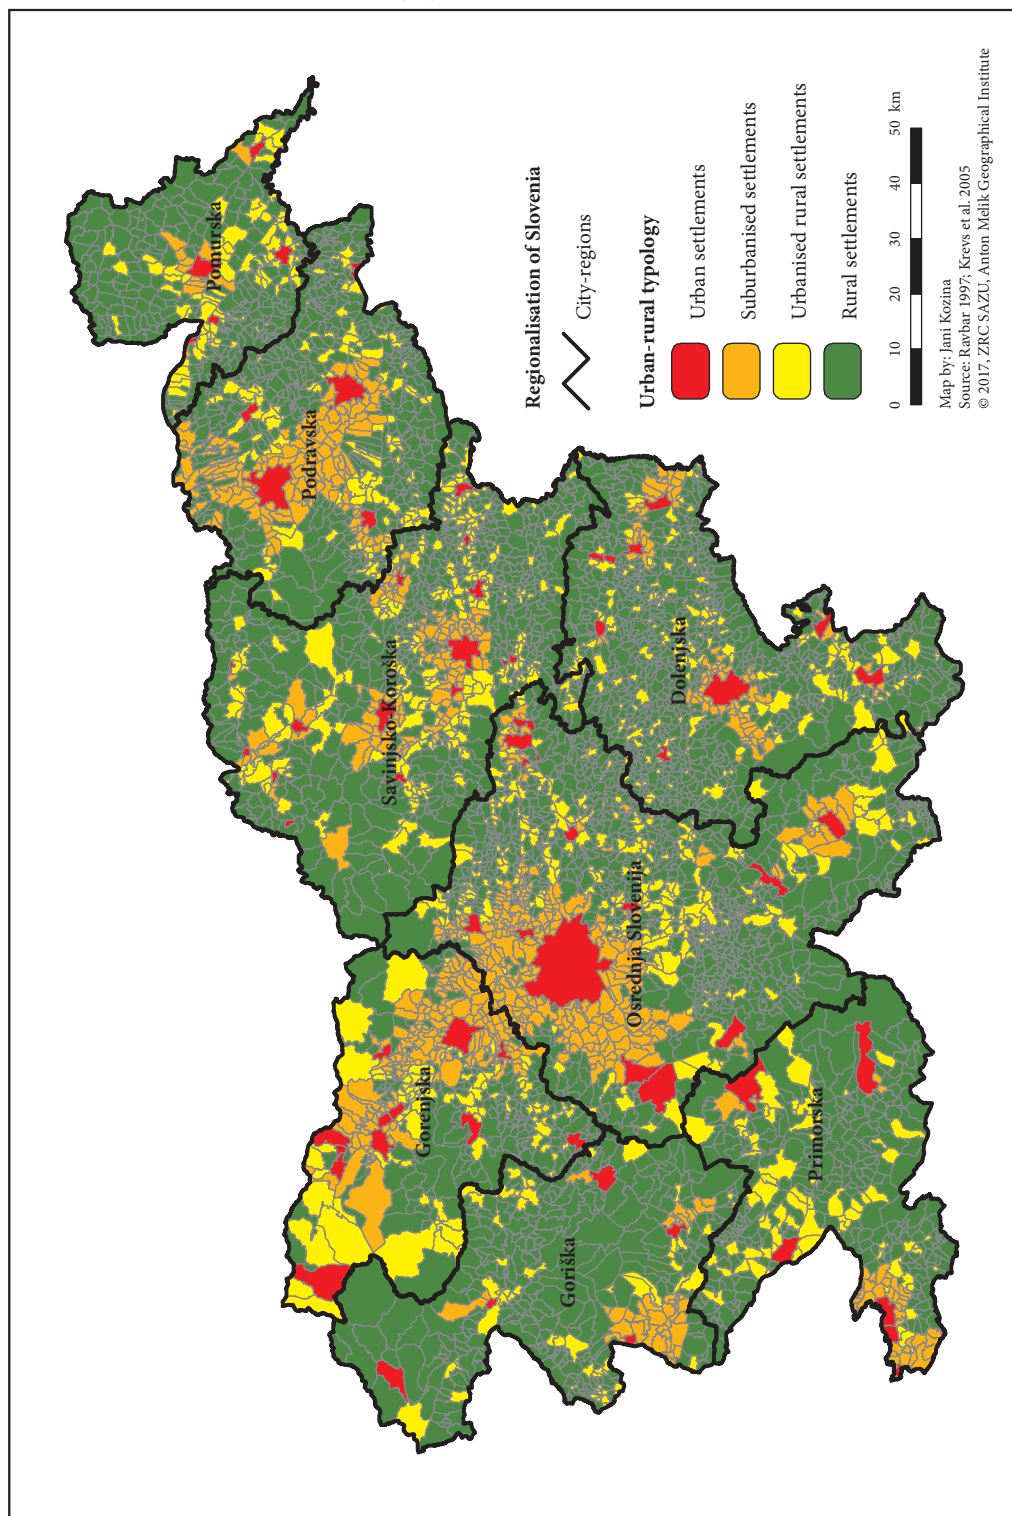 Pomurska
Podravska
Savinjsko-Koroška
Dolenjska
Osrednja Slovenija
Gorenjska
Goriška
Primorska
Regionalisation of Slovenia
City-regions
Urban-rural typology
Urban settlements
Suburbanised settlements
Urbanised rural settlements
Rural settlements
0 10 20 30 40 50 km
Map by: Jani Kozina
Source: Ravbar 1997; Krevs et al. 2005
© 2017, ZRC SAZU, Anton Melik Geographical Institute